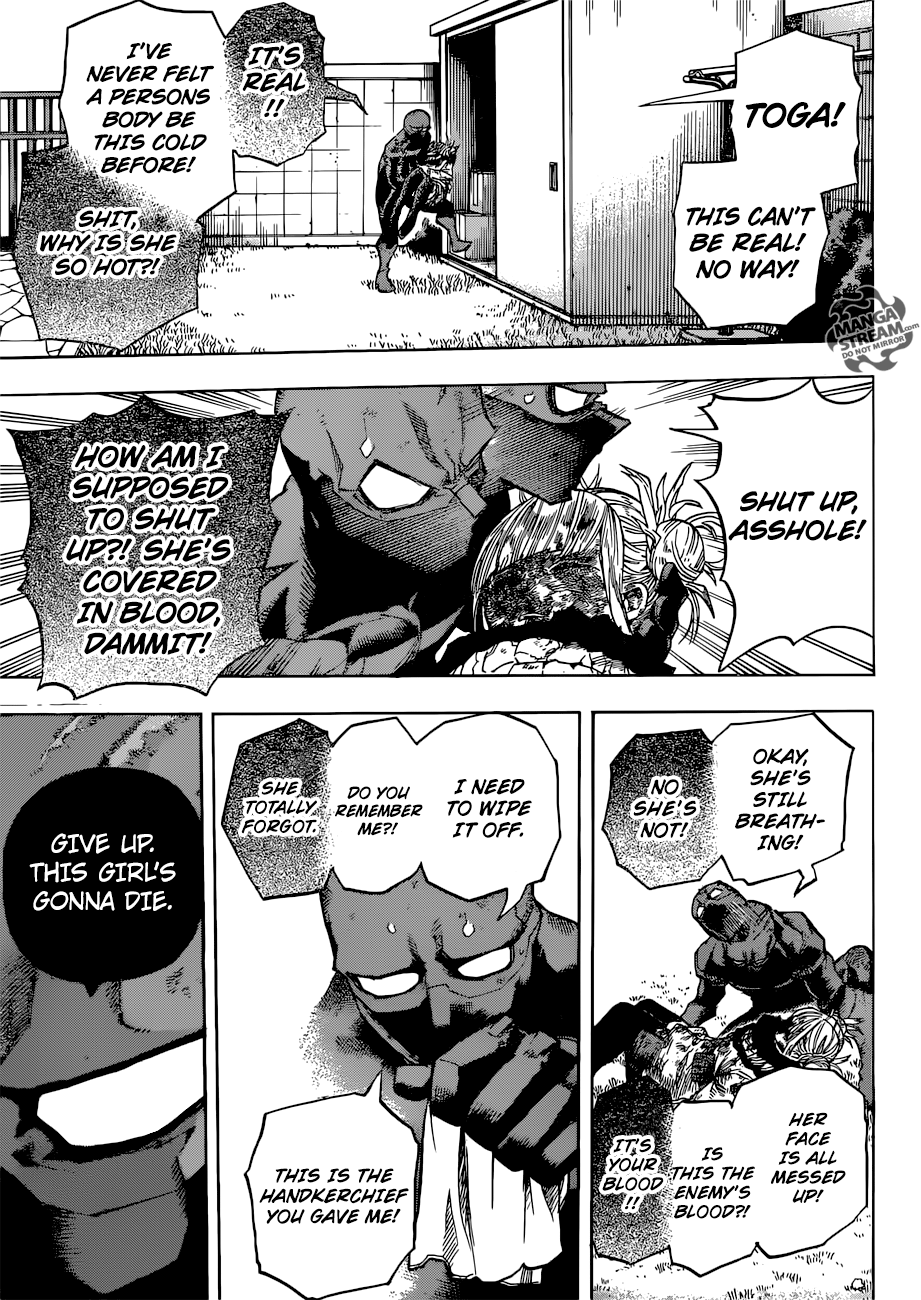 TOGA!
THIS CAN'T
BE REAL!
NO WAY!
IT'S
REAL
!!
I'VE
NEVER FELT
A PERSONS
BODY BE
THIS COLD
BEFORE!
SHIT,
WHY IS SHE
SO HOT?!
MANGA
STREAM.com
DO NOT MIRROR
SHUT UP,
ASSHOLE!
HOW AM I
SUPPOSED
TO SHUT
UP?! SHE'S
COVERED
IN BLOOD,
DAMMIT!
OKAY,
SHE'S
STILL
BREATH-
ING!
NO
SHE'S
NOT!
HER
FACE
IS ALL
MESSED
UP!
IS
THIS THE
ENEMY'S
BLOOD?!
IT'S
YOUR
BLOOD
!!
I NEED
TO WIPE
IT OFF.
DO YOU
REMEMBER
ME?!
SHE
TOTALLY
FORGOT.
THIS IS THE
HANDKERCHIEF
YOU GAVE ME!
GIVE UP.
THIS GIRL'S
GONNA DIE.